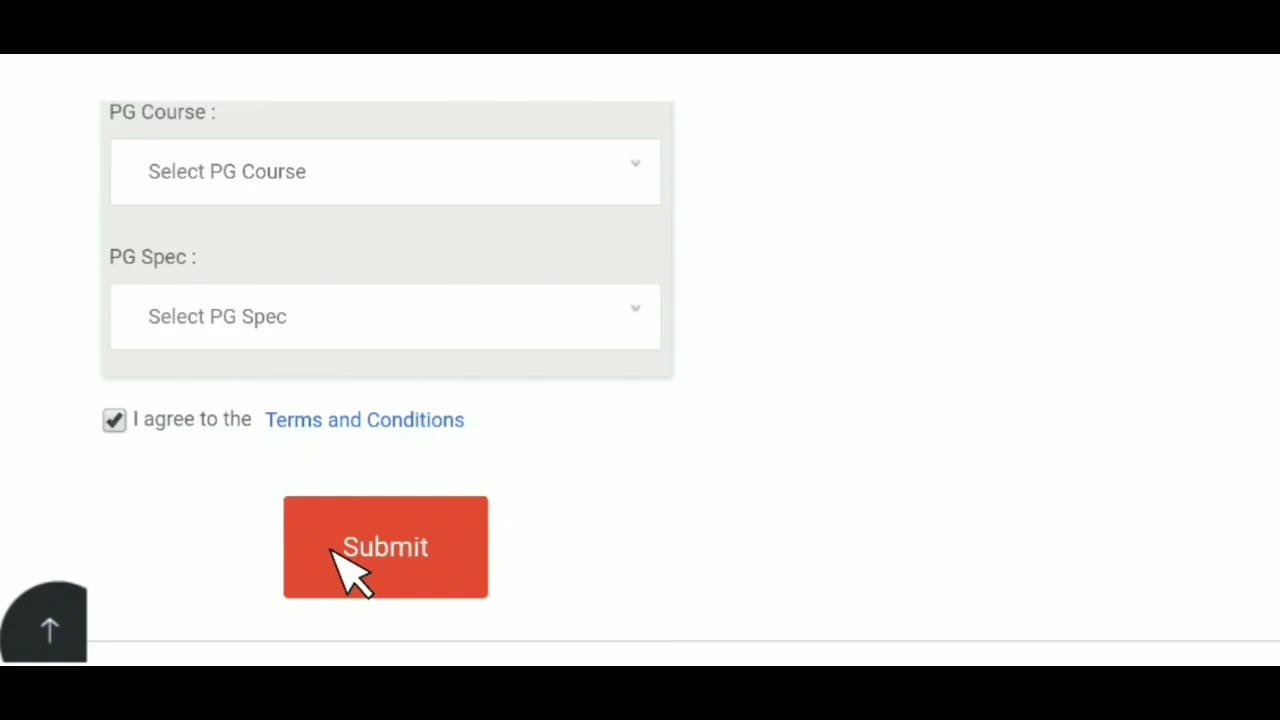 PG Course :
Select PG Course
PG Spec :
Select PG Spec
I agree to the Terms and Conditions
Submit